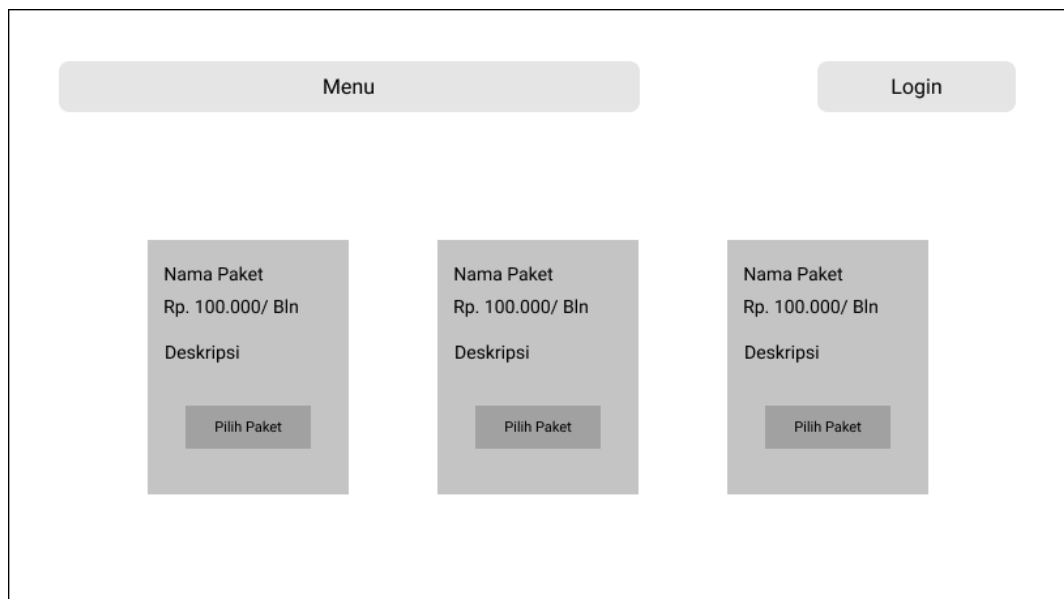 Menu
Login
Nama Paket
Rp. 100.000/ Bln
Deskripsi
Pilih Paket
Nama Paket
Rp. 100.000/ Bln
Deskripsi
Pilih Paket
Nama Paket
Rp. 100.000/ Bln
Deskripsi
Pilih Paket